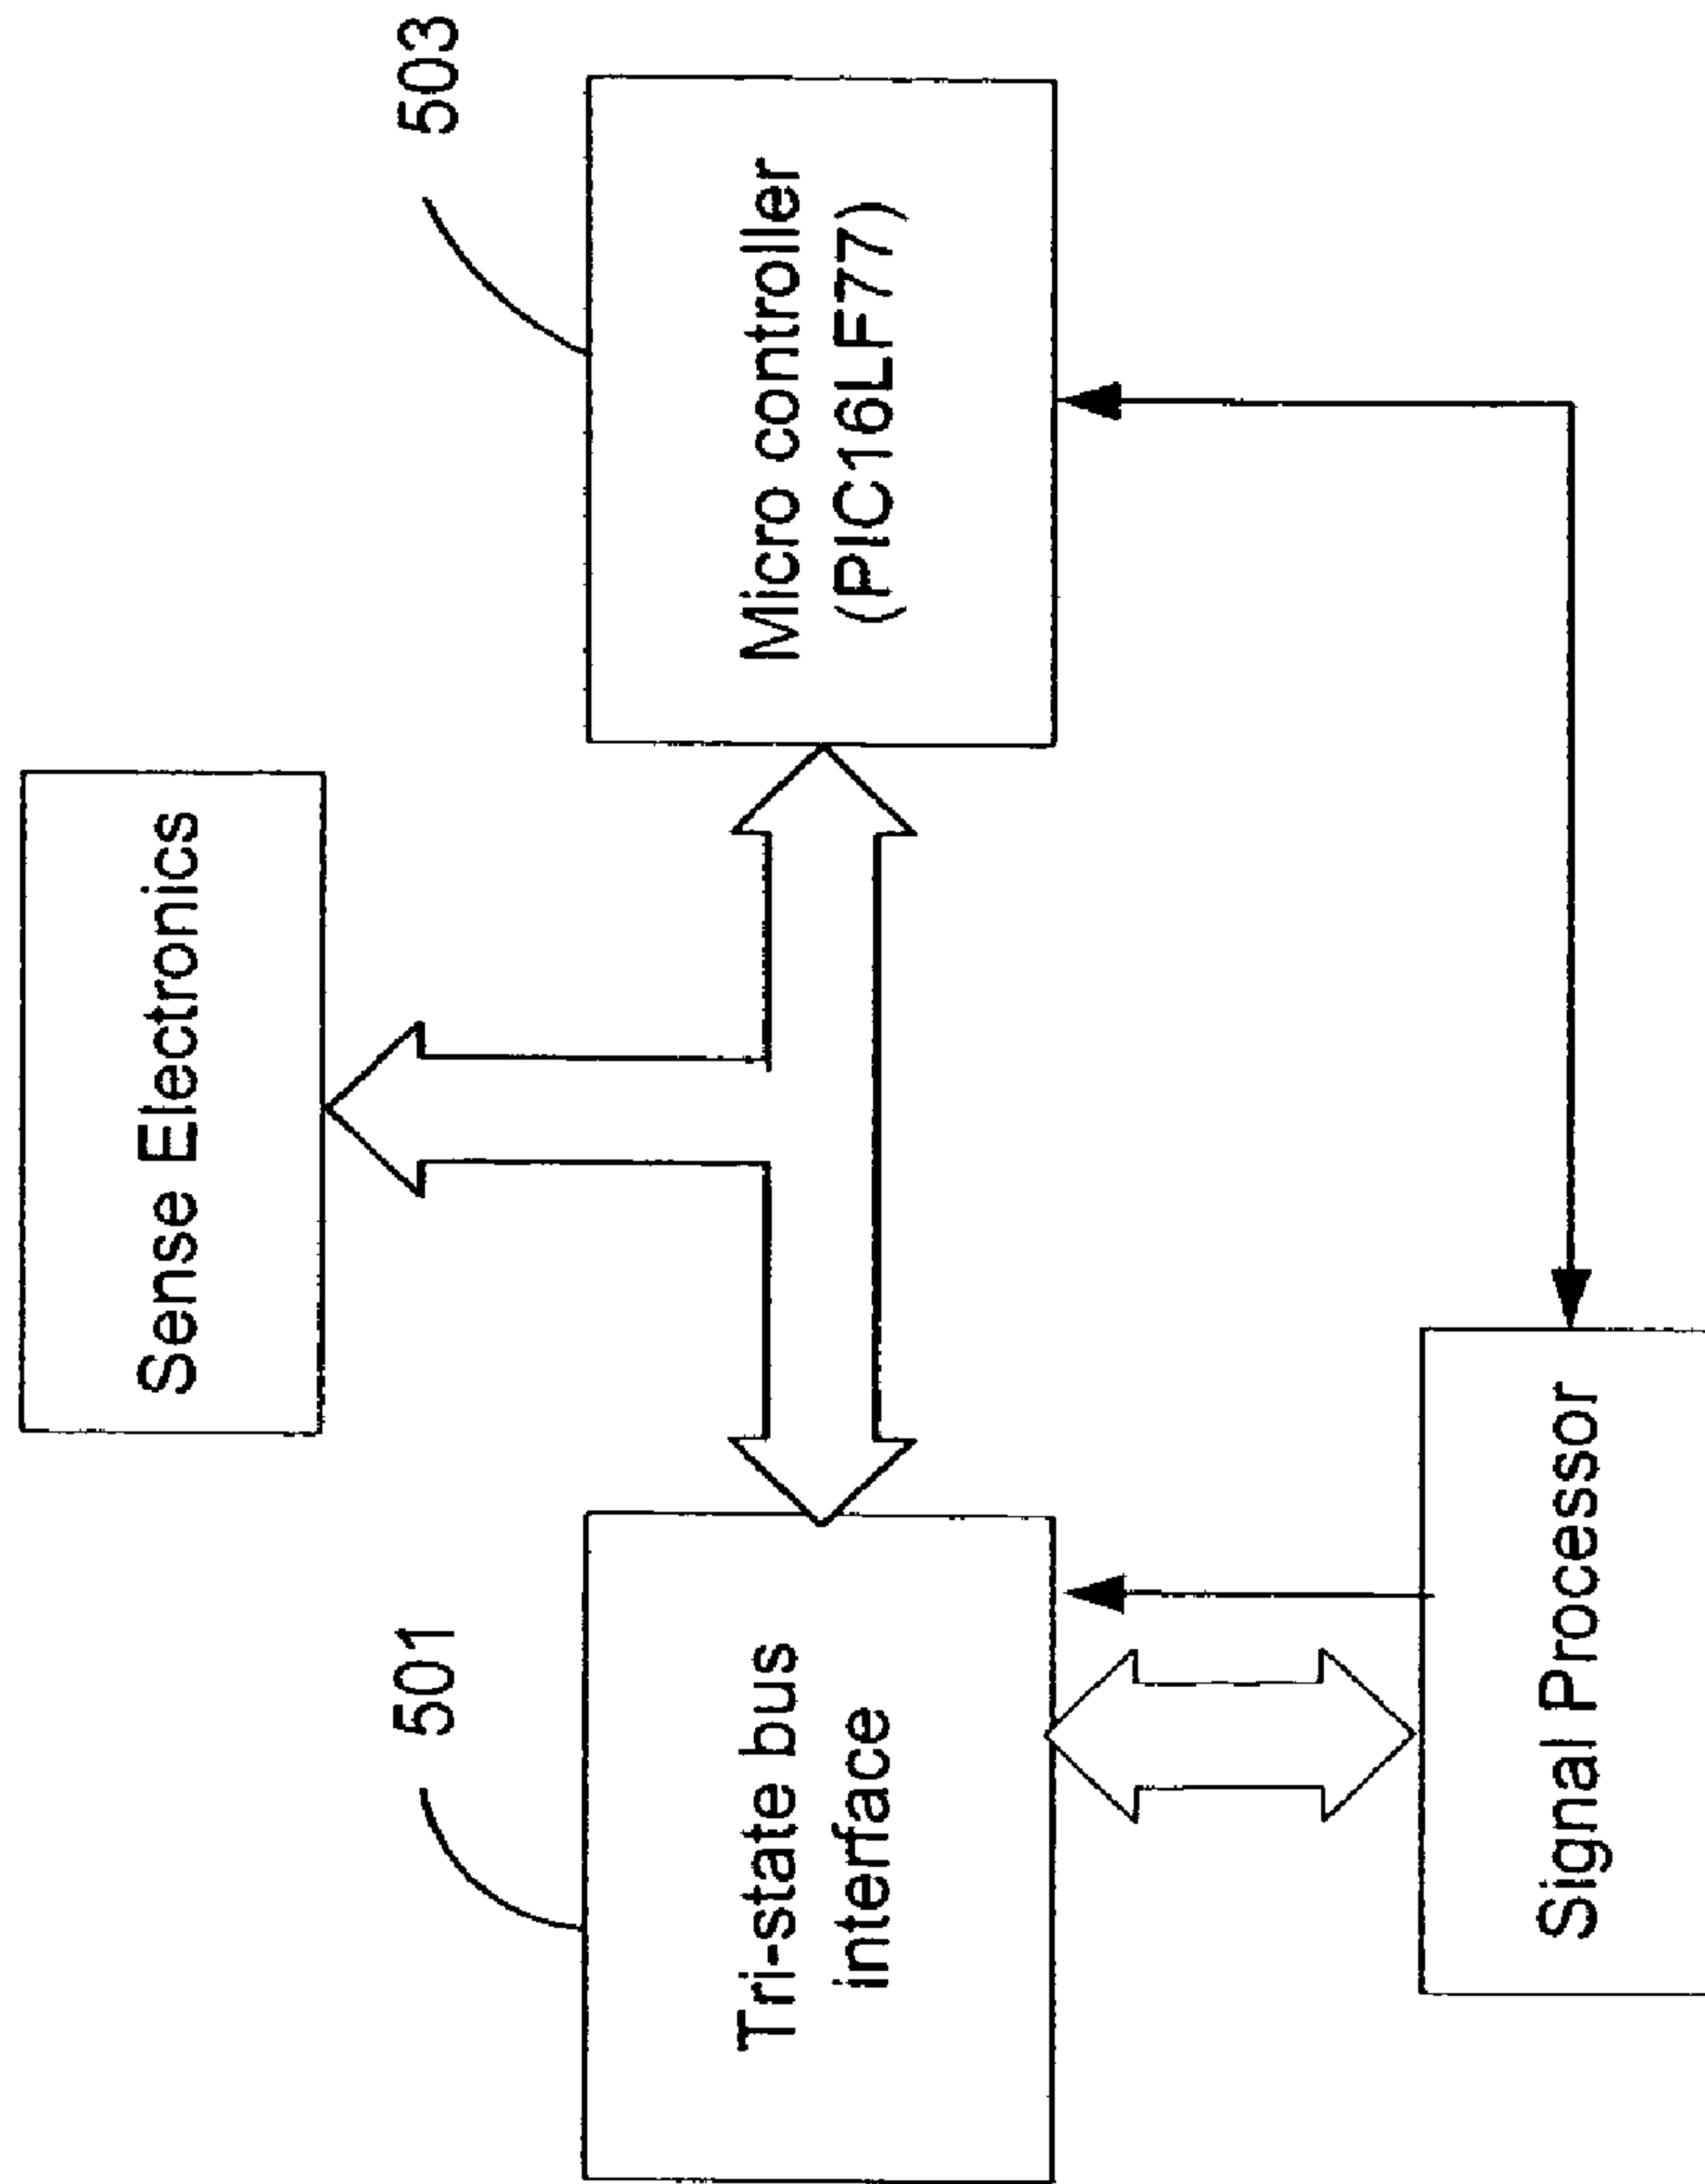 Sense Electronics
501
503
Tri-state bus
interface
Micro controller
(PIC16LF77)
Signal Processor